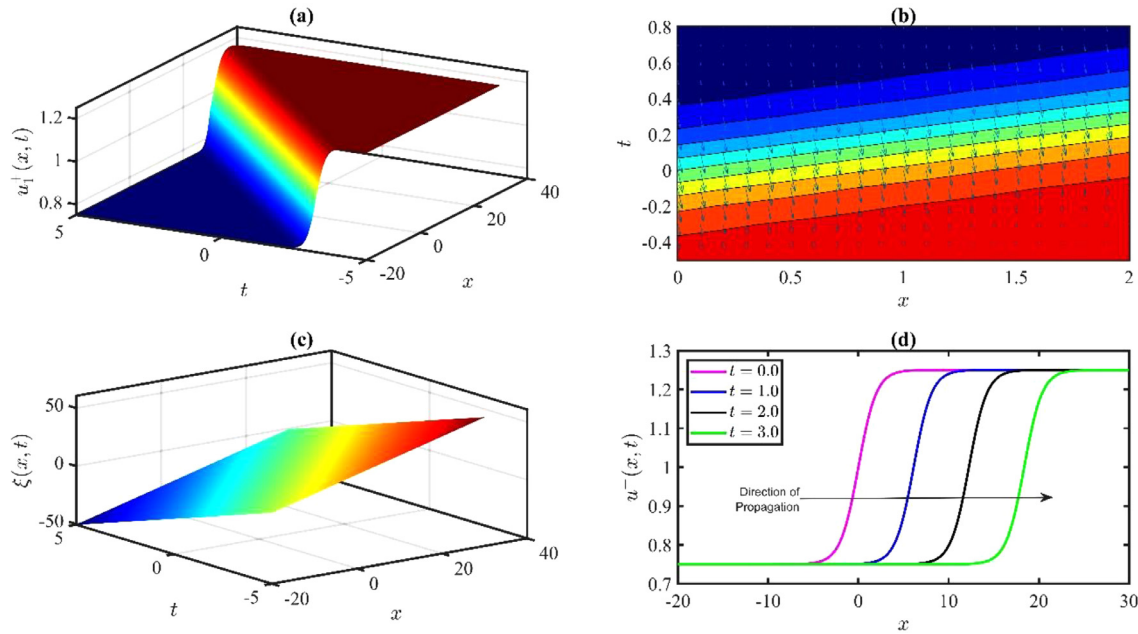 (a)
1.2
1
0.8
5
0
-5
-20
0
20
40
t
x
(b)
0.8
0.6
0.4
0.2
0
-0.2
-0.4
t
0
0.5
1
1.5
2
x
(c)
50
0
-50
ξ(x, t)
5
0
-5
-20
0
20
40
t
x
(d)
1.3
1.2
1.1
1.0
0.9
0.8
0.7
u⁻(x, t)
t = 0.0
t = 1.0
t = 2.0
t = 3.0
Direction of
Propagation
-20
-10
0
10
20
30
x